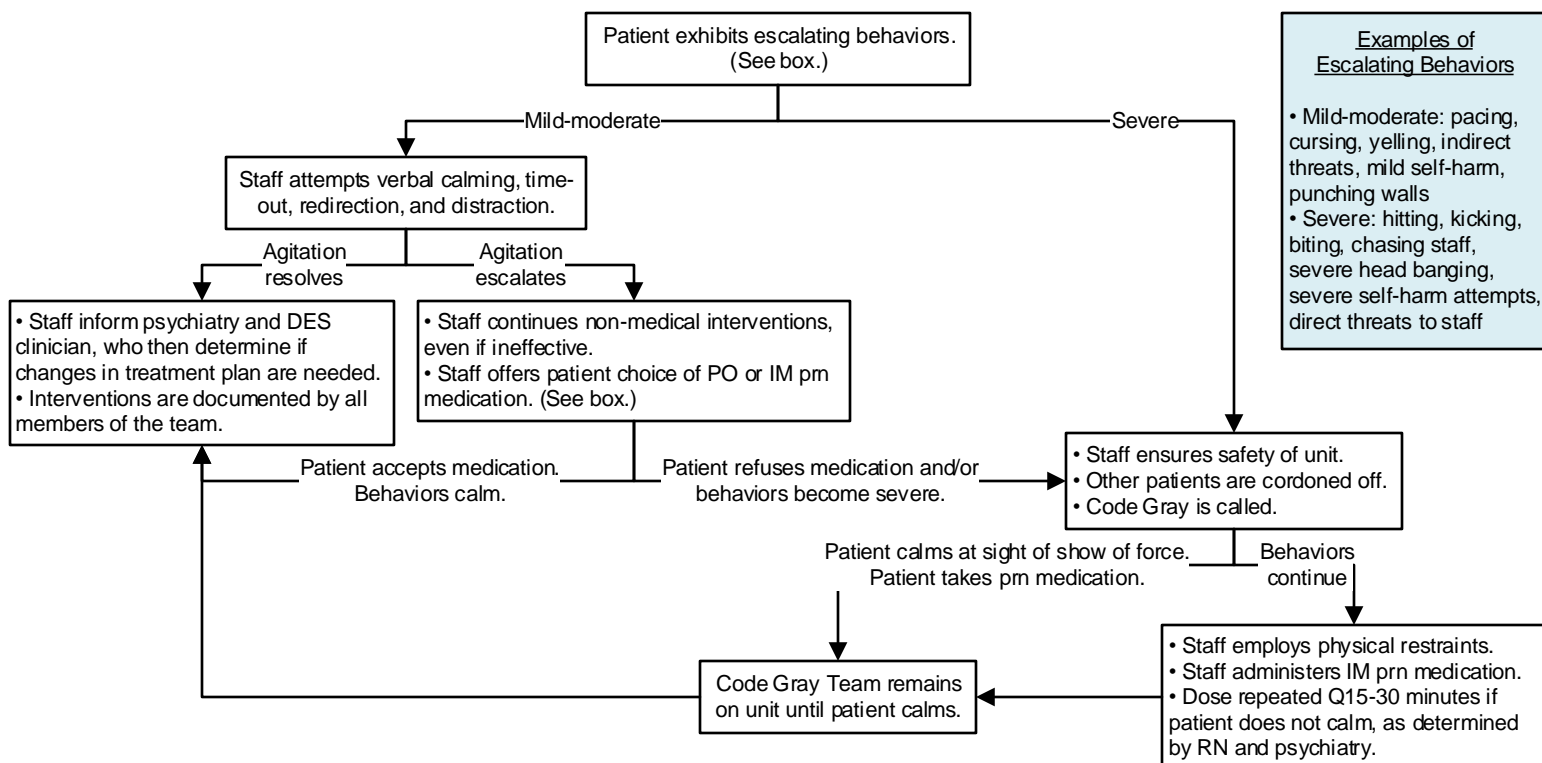 Patient exhibits escalating behaviors.
(See box.)
Examples of
Escalating Behaviors
• Mild-moderate: pacing,
cursing, yelling, indirect
threats, mild self-harm,
punching walls
• Severe: hitting, kicking,
biting, chasing staff,
severe head banging,
severe self-harm attempts,
direct threats to staff
Mild-moderate
Severe
Staff attempts verbal calming, time-
out, redirection, and distraction.
Agitation
resolves
Agitation
escalates
• Staff inform psychiatry and DES
clinician, who then determine if
changes in treatment plan are needed.
• Interventions are documented by all
members of the team.
• Staff continues non-medical interventions,
even if ineffective.
• Staff offers patient choice of PO or IM prn
medication. (See box.)
Patient accepts medication.
Behaviors calm.
Patient refuses medication and/or
behaviors become severe.
• Staff ensures safety of unit.
• Other patients are cordoned off.
• Code Gray is called.
Patient calms at sight of show of force.
Patient takes prn medication.
Behaviors
continue
Code Gray Team remains
on unit until patient calms.
• Staff employs physical restraints.
• Staff administers IM prn medication.
• Dose repeated Q15-30 minutes if
patient does not calm, as determined
by RN and psychiatry.